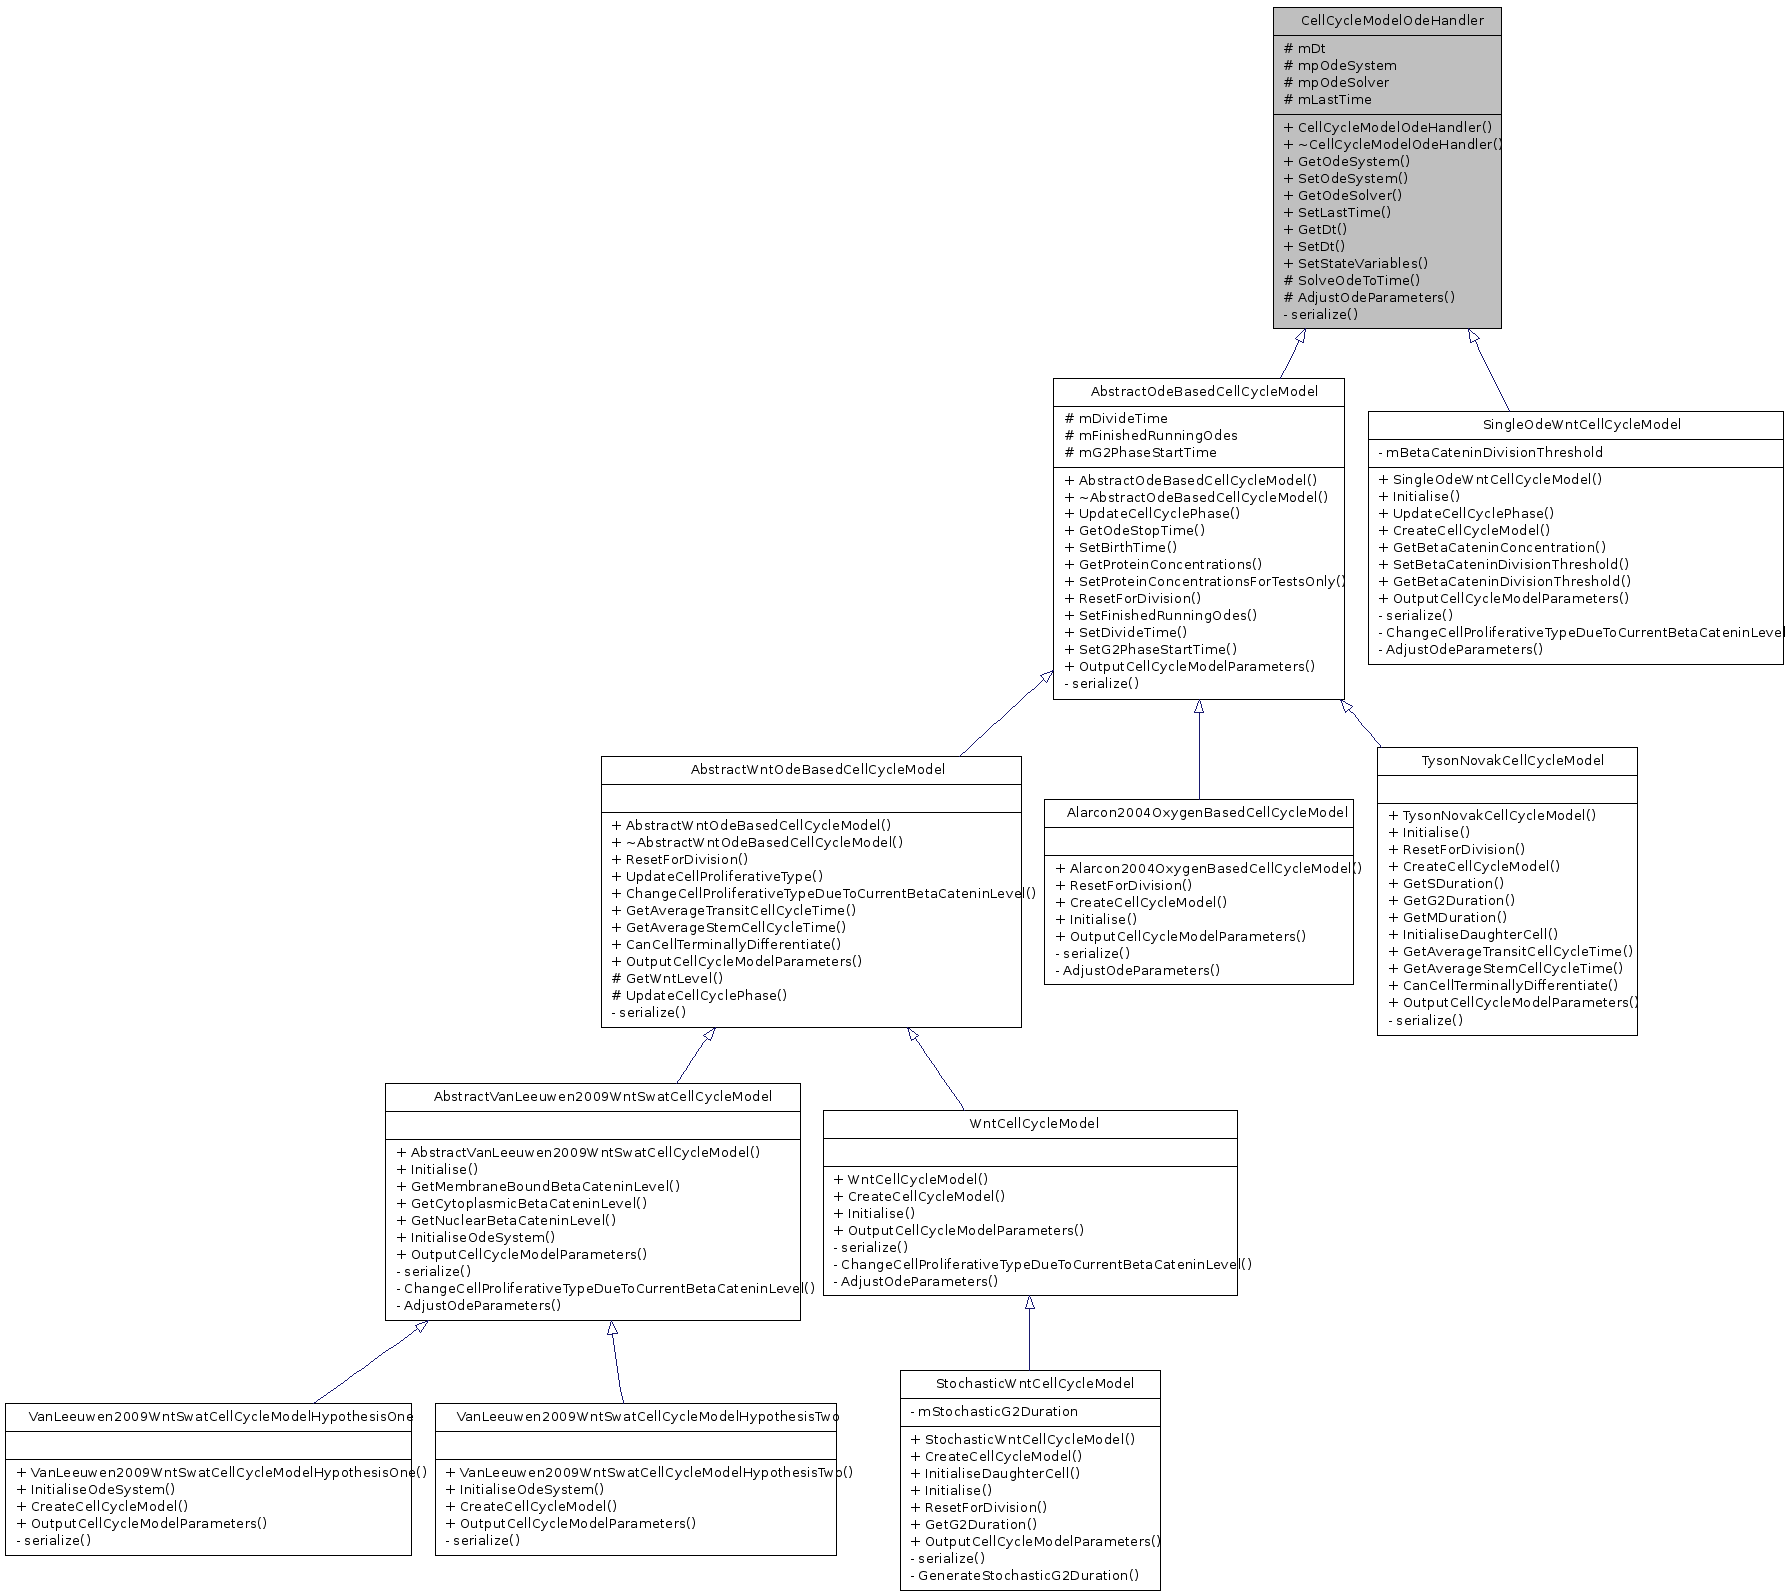 CellCycleModelOdeHandler
# mDt
# mpOdeSystem
# mpOdeSolver
# mLastTime
+ CellCycleModelOdeHandler()
+ ~CellCycleModelOdeHandler()
+ GetOdeSystem()
+ SetOdeSystem()
+ GetOdeSolver()
+ SetLastTime()
+ GetDt()
+ SetDt()
+ SetStateVariables()
# SolveOdeToTime()
# AdjustOdeParameters()
- serialize()
AbstractOdeBasedCellCycleModel
# mDivideTime
# mFinishedRunningOdes
# mG2PhaseStartTime
+ AbstractOdeBasedCellCycleModel()
+ ~AbstractOdeBasedCellCycleModel()
+ UpdateCellCyclePhase()
+ GetOdeStopTime()
+ SetBirthTime()
+ GetProteinConcentrations()
+ SetProteinConcentrationsForTestsOnly()
+ ResetForDivision()
+ SetFinishedRunningOdes()
+ SetDivideTime()
+ SetG2PhaseStartTime()
+ OutputCellCycleModelParameters()
- serialize()
SingleOdeWntCellCycleModel
- mBetaCateninDivisionThreshold
+ SingleOdeWntCellCycleModel()
+ Initialise()
+ UpdateCellCyclePhase()
+ CreateCellCycleModel()
+ GetBetaCateninConcentration()
+ SetBetaCateninDivisionThreshold()
+ GetBetaCateninDivisionThreshold()
+ OutputCellCycleModelParameters()
- serialize()
- ChangeCellProliferativeTypeDueToCurrentBetaCateninLevel
- AdjustOdeParameters()
AbstractWntOdeBasedCellCycleModel
+ AbstractWntOdeBasedCellCycleModel()
+ ~AbstractWntOdeBasedCellCycleModel()
+ ResetForDivision()
+ UpdateCellProliferativeType()
+ ChangeCellProliferativeTypeDueToCurrentBetaCateninLevel()
+ GetAverageTransitCellCycleTime()
+ GetAverageStemCellCycleTime()
+ CanCellTerminallyDifferentiate()
+ OutputCellCycleModelParameters()
# GetWntLevel()
# UpdateCellCyclePhase()
- serialize()
Alarcon2004OxygenBasedCellCycleModel
+ Alarcon2004OxygenBasedCellCycleModel()
+ ResetForDivision()
+ CreateCellCycleModel()
+ Initialise()
+ OutputCellCycleModelParameters()
- serialize()
- AdjustOdeParameters()
TysonNovakCellCycleModel
+ TysonNovakCellCycleModel()
+ Initialise()
+ ResetForDivision()
+ CreateCellCycleModel()
+ GetSDuration()
+ GetG2Duration()
+ GetMDuration()
+ InitialiseDaughterCell()
+ GetAverageTransitCellCycleTime()
+ GetAverageStemCellCycleTime()
+ CanCellTerminallyDifferentiate()
+ OutputCellCycleModelParameters()
- serialize()
AbstractVanLeeuwen2009WntSwatCellCycleModel
+ AbstractVanLeeuwen2009WntSwatCellCycleModel()
+ Initialise()
+ GetMembraneBoundBetaCateninLevel()
+ GetCytoplasmicBetaCateninLevel()
+ GetNuclearBetaCateninLevel()
+ InitialiseOdeSystem()
+ OutputCellCycleModelParameters()
- serialize()
- ChangeCellProliferativeTypeDueToCurrentBetaCateninLevel()
- AdjustOdeParameters()
WntCellCycleModel
+ WntCellCycleModel()
+ CreateCellCycleModel()
+ Initialise()
+ OutputCellCycleModelParameters()
- serialize()
- ChangeCellProliferativeTypeDueToCurrentBetaCateninLevel()
- AdjustOdeParameters()
VanLeeuwen2009WntSwatCellCycleModelHypothesisOne
+ VanLeeuwen2009WntSwatCellCycleModelHypothesisOne()
+ InitialiseOdeSystem()
+ CreateCellCycleModel()
+ OutputCellCycleModelParameters()
- serialize()
VanLeeuwen2009WntSwatCellCycleModelHypothesisTwo
+ VanLeeuwen2009WntSwatCellCycleModelHypothesisTwo()
+ InitialiseOdeSystem()
+ CreateCellCycleModel()
+ OutputCellCycleModelParameters()
- serialize()
StochasticWntCellCycleModel
- mStochasticG2Duration
+ StochasticWntCellCycleModel()
+ CreateCellCycleModel()
+ InitialiseDaughterCell()
+ Initialise()
+ ResetForDivision()
+ GetG2Duration()
+ OutputCellCycleModelParameters()
- serialize()
- GenerateStochasticG2Duration()